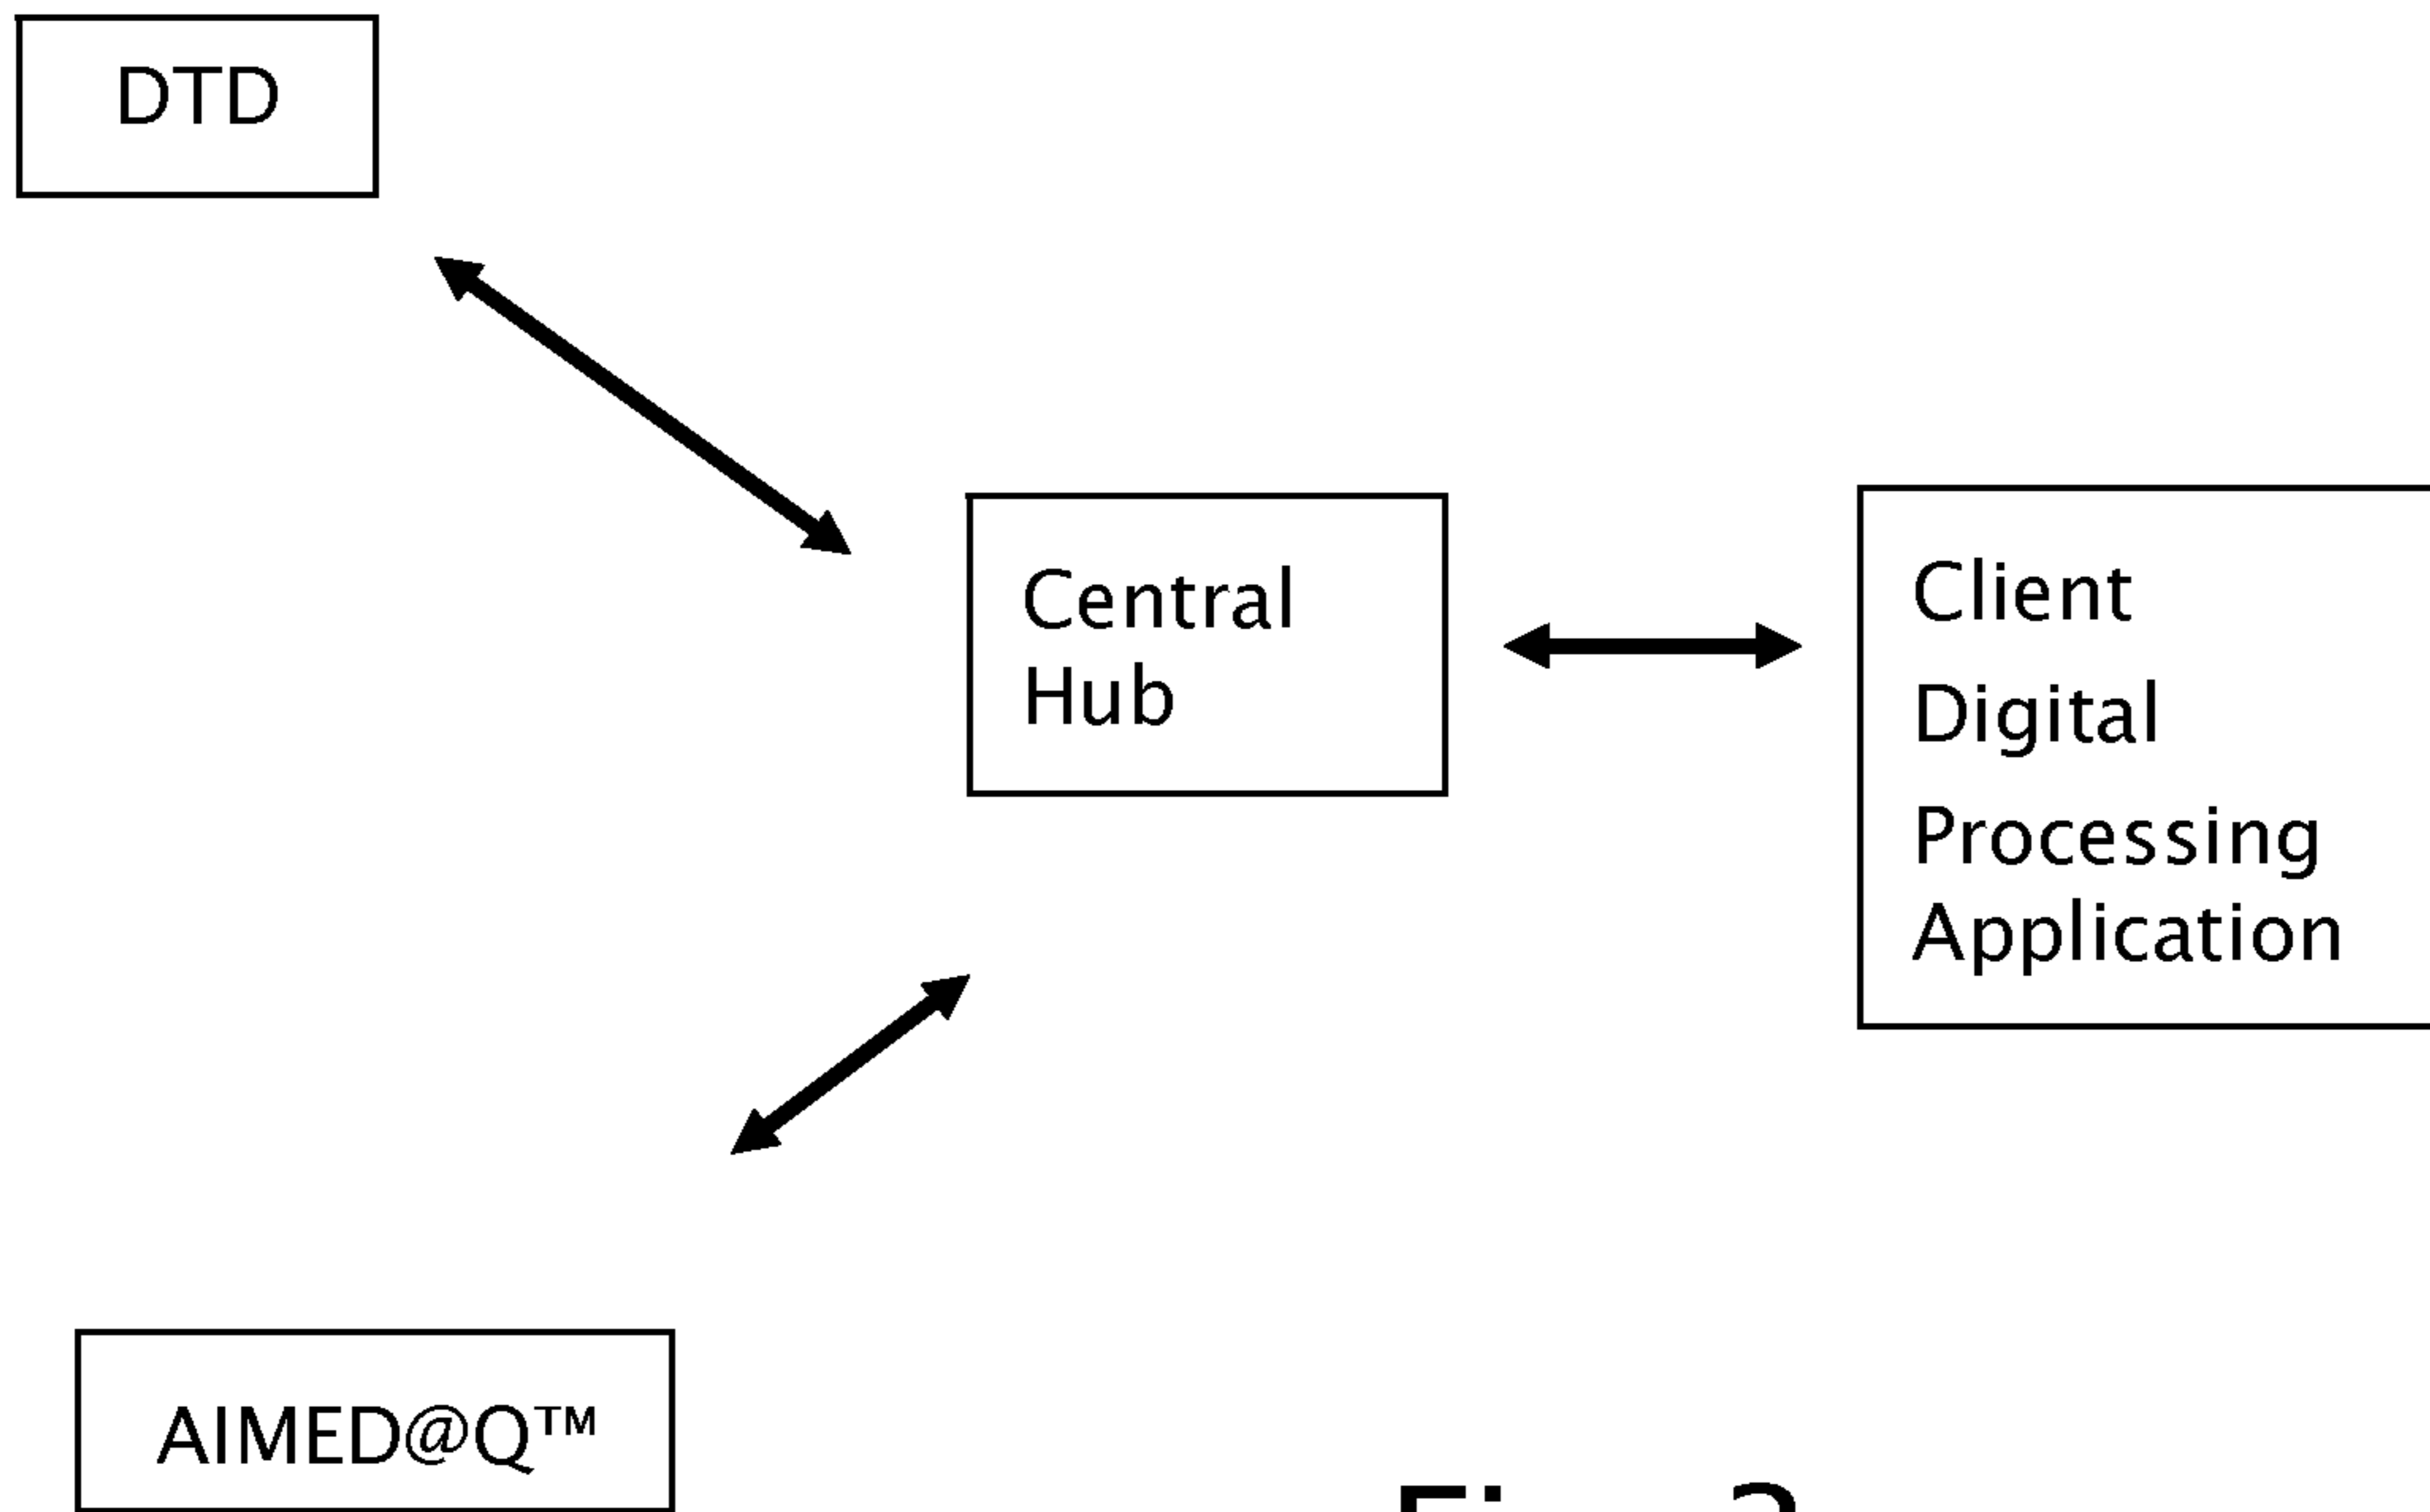 DTD
Central
Hub
Client
Digital
Processing
Application
AIMED@Q™